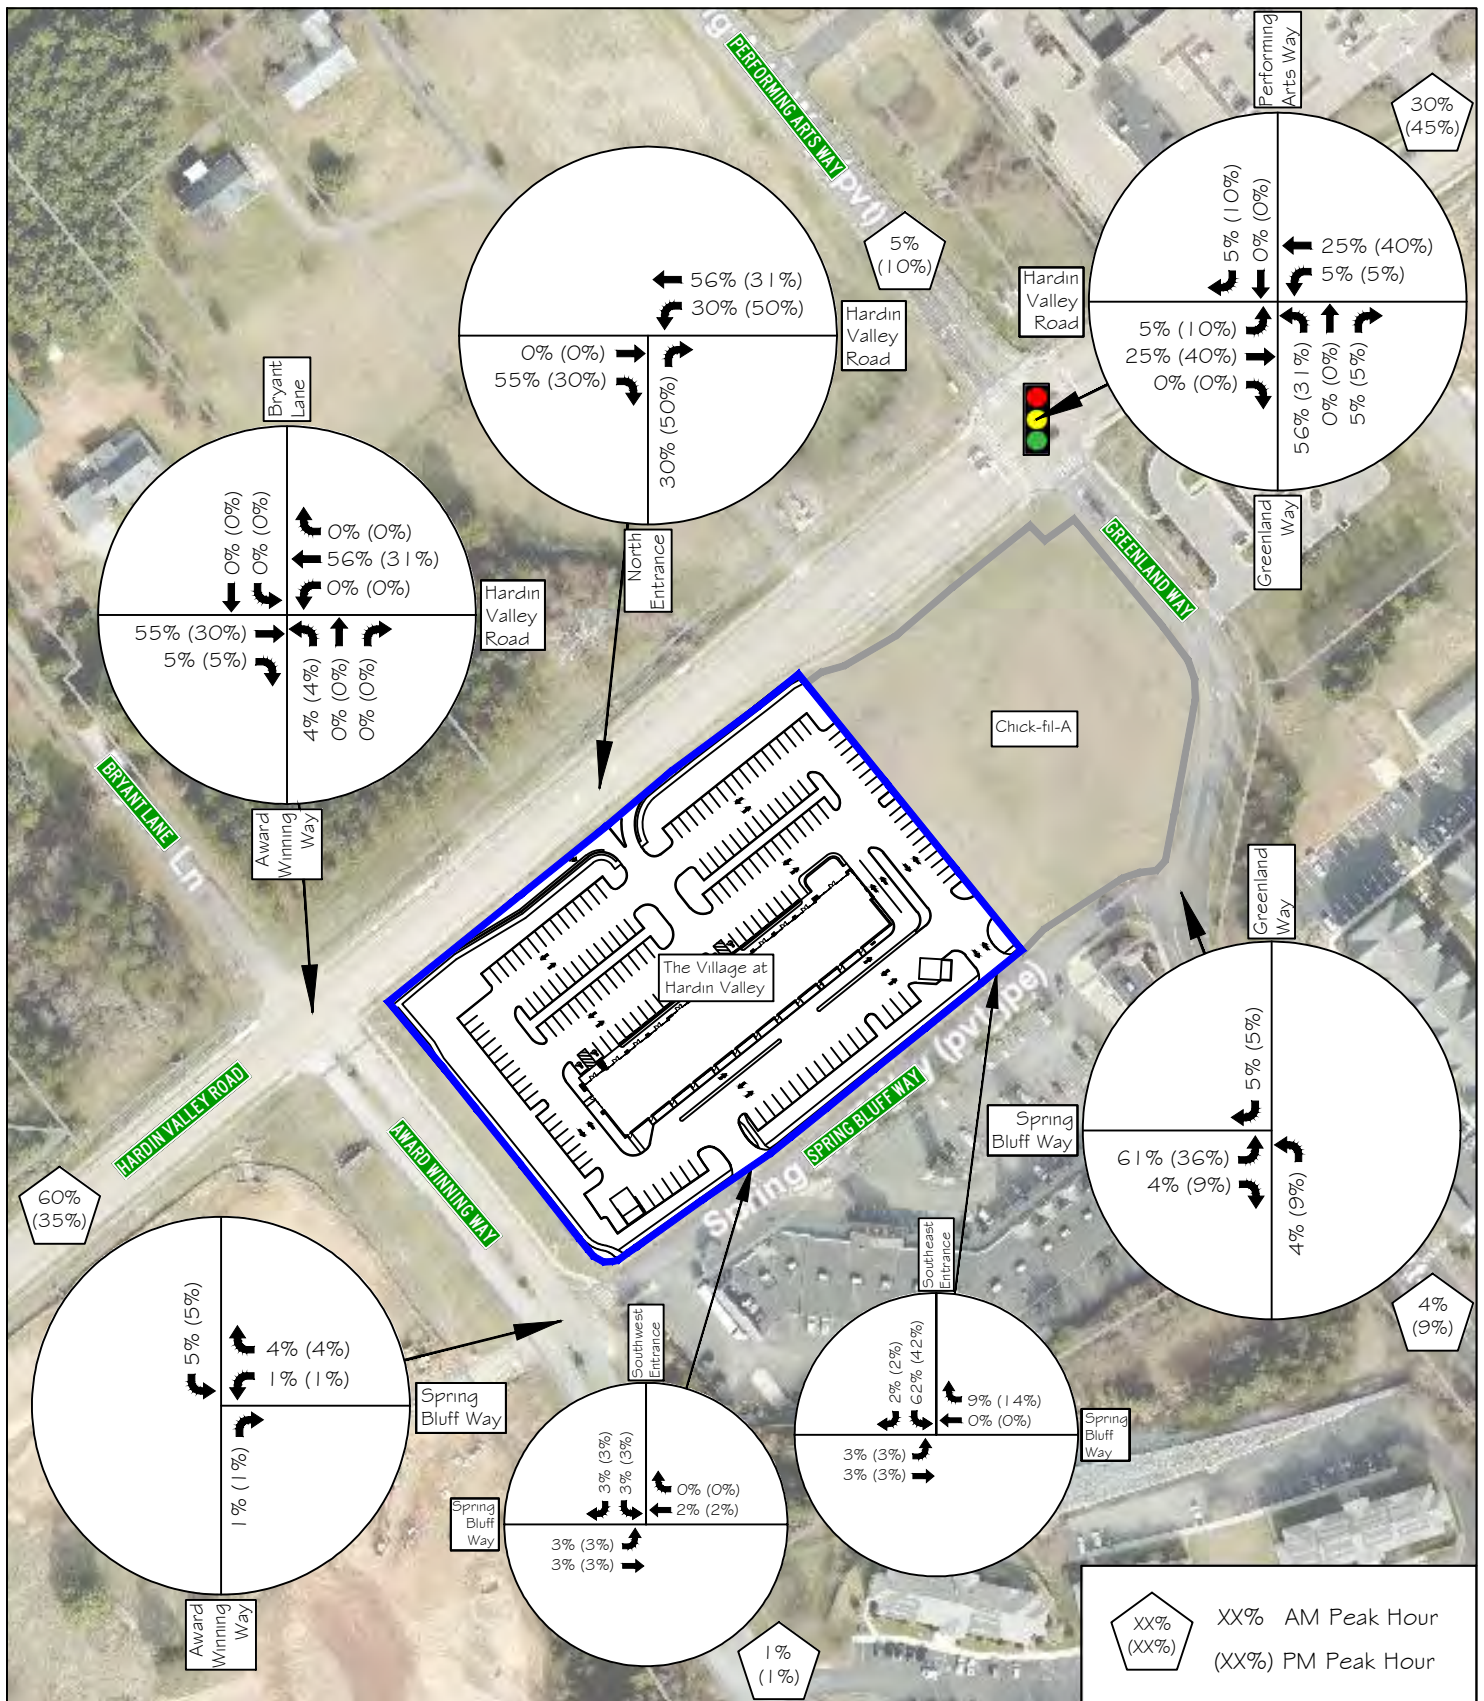 PERFORMING ARTS WAY
Performing
Arts Way
30%
(45%)
5% (10%)
0% (0%)
25% (40%)
5% (5%)
Hardin
Valley
Road
5% (10%)
25% (40%)
0% (0%)
56% (31%)
0% (0%)
5% (5%)
Greenland
Way
5%
(10%)
56% (31%)
30% (50%)
Hardin
Valley
Road
0% (0%)
55% (30%)
30% (50%)
North
Entrance
Bryant
Lane
0% (0%)
0% (0%)
0% (0%)
56% (31%)
0% (0%)
Hardin
Valley
Road
55% (30%)
5% (5%)
4% (4%)
0% (0%)
0% (0%)
Award
Winning
Way
GREENLAND WAY
Chick-fil-A
BRYANT LANE
Ln
The Village at
Hardin Valley
HARDIN VALLEY ROAD
AWARD WINNING WAY
SPRING BLUFF WAY
Greenland
Way
5% (5%)
Spring
Bluff Way
61% (36%)
4% (9%)
4% (9%)
4%
(9%)
60%
(35%)
5% (5%)
4% (4%)
1% (1%)
Spring
Bluff Way
1% (1%)
Award
Winning
Way
Southwest
Entrance
3% (3%)
3% (3%)
0% (0%)
2% (2%)
Spring
Bluff
Way
3% (3%)
3% (3%)
1%
(1%)
Southeast
Entrance
2% (2%)
62% (42%)
9% (14%)
0% (0%)
Spring
Bluff
Way
3% (3%)
3% (3%)
XX%
(XX%)
XX% AM Peak Hour
(XX%) PM Peak Hour